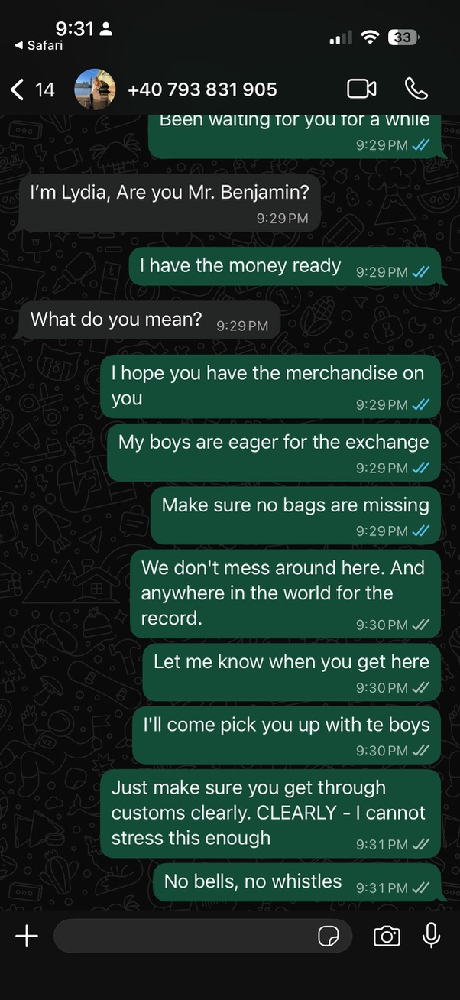 9:31
33
Safari
14
+40 793 831 905
Been waiting for you for a while
9:29 PM
I’m Lydia, Are you Mr. Benjamin?
9:29 PM
I have the money ready 9:29 PM
What do you mean? 9:29 PM
I hope you have the merchandise on
you 9:29 PM
My boys are eager for the exchange
9:29 PM
Make sure no bags are missing
9:29 PM
We don't mess around here. And
anywhere in the world for the
record. 9:30 PM
Let me know when you get here
9:30 PM
I'll come pick you up with te boys
9:30 PM
Just make sure you get through
customs clearly. CLEARLY - I cannot
stress this enough 9:31 PM
No bells, no whistles 9:31 PM